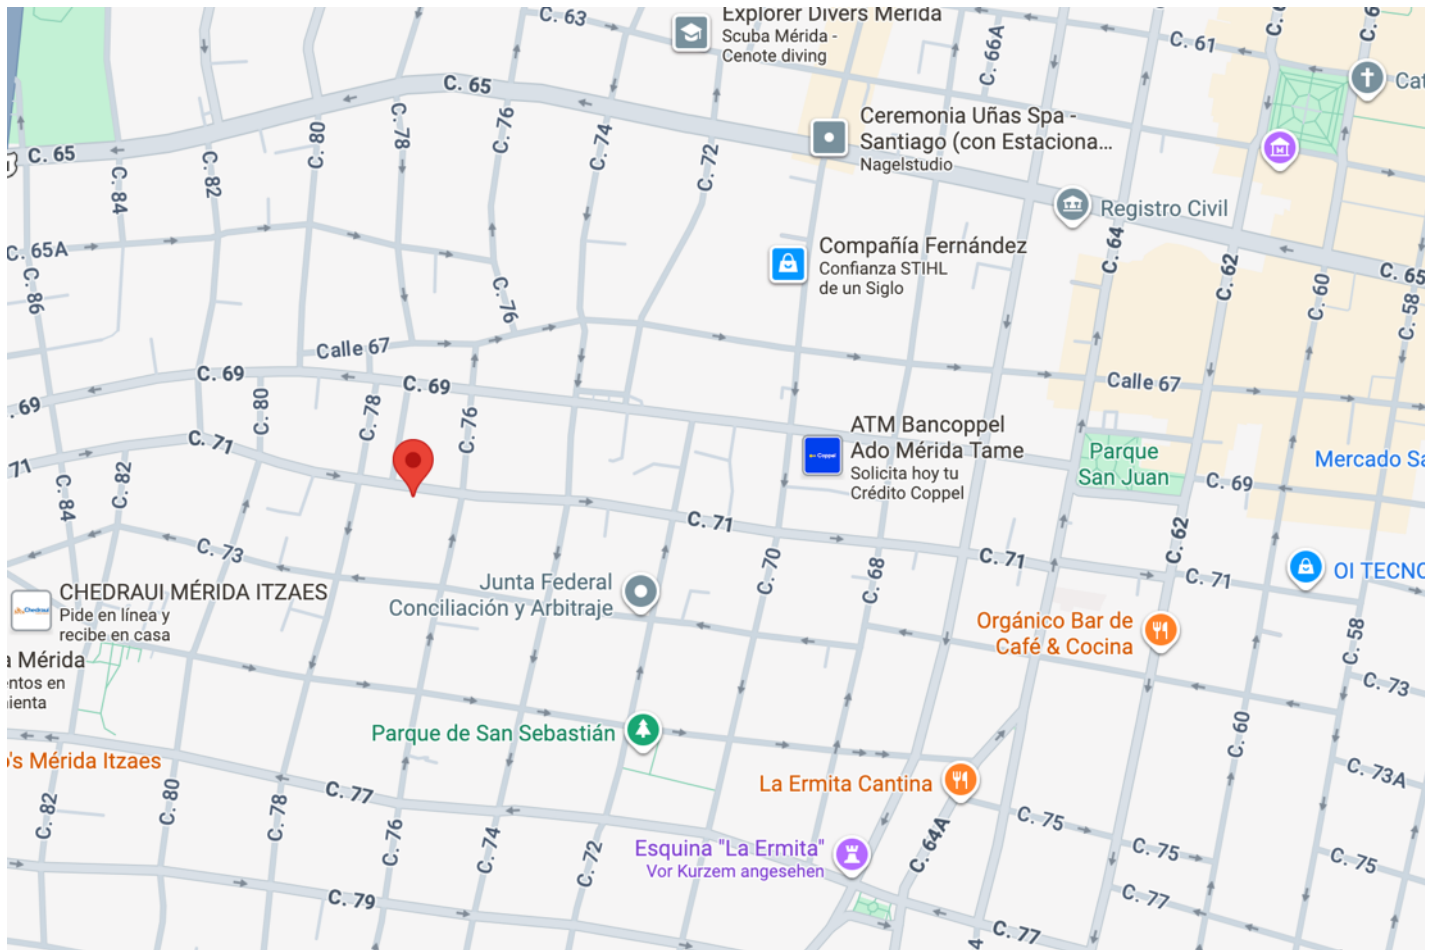 C. 63
Explorer Divers Mérida
Scuba Mérida -
Cenote diving
C. 66A
C. 61
C. 65
C. 78
C. 76
C. 74
C. 80
C. 72
Ceremonia Uñas Spa -
Santiago (con Estaciona...
Nagelstudio
C. 65
C. 84
C. 82
Registro Civil
C. 65A
C. 86
Compañía Fernández
Confianza STIHL
de un Siglo
C. 64
C. 62
C. 60
C. 65
C. 58
C. 76
Calle 67
C. 69
C. 69
Calle 67
.69
C. 80
C. 78
C. 76
C. 71
71
C. 82
C. 84
ATM Bancoppel
Ado Mérida Tame
Solicita hoy tu
Crédito Coppel
Coppel
Parque
San Juan
C. 69
Mercado Sa
C. 71
C. 73
C. 70
C. 68
C. 71
C. 62
C. 71
OI TECNO
CHEDRAUI MÉRIDA ITZAES
Pide en línea y
recibe en casa
Junta Federal
Conciliación y Arbitraje
Orgánico Bar de
Café & Cocina
C. 58
C. 73
a Mérida
entos en
ienta
Parque de San Sebastián
C. 60
's Mérida Itzaes
La Ermita Cantina
C. 73A
C. 77
C. 82
C. 80
C. 78
C. 76
C. 74
C. 72
Esquina "La Ermita"
Vor Kurzem angesehen
C. 64A
C. 75
C. 75
C. 75
C. 79
C. 77
C. 77